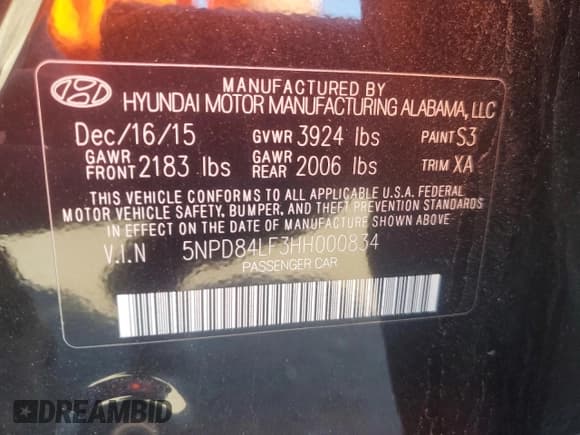 MANUFACTURED BY
HYUNDAI MOTOR MANUFACTURING ALABAMA, LLC
Dec/16/15 GVWR 3924 lbs PAINT S3
GAWR FRONT 2183 lbs GAWR REAR 2006 lbs TRIM XA
THIS VEHICLE CONFORMS TO ALL APPLICABLE U.S.A. FEDERAL
MOTOR VEHICLE SAFETY, BUMPER, AND THEFT PREVENTION STANDARDS
IN EFFECT ON THE DATE OF MANUFACTURE SHOWN ABOVE
V.I.N 5NPD84LF3HH000834
PASSENGER CAR
DREAMBID